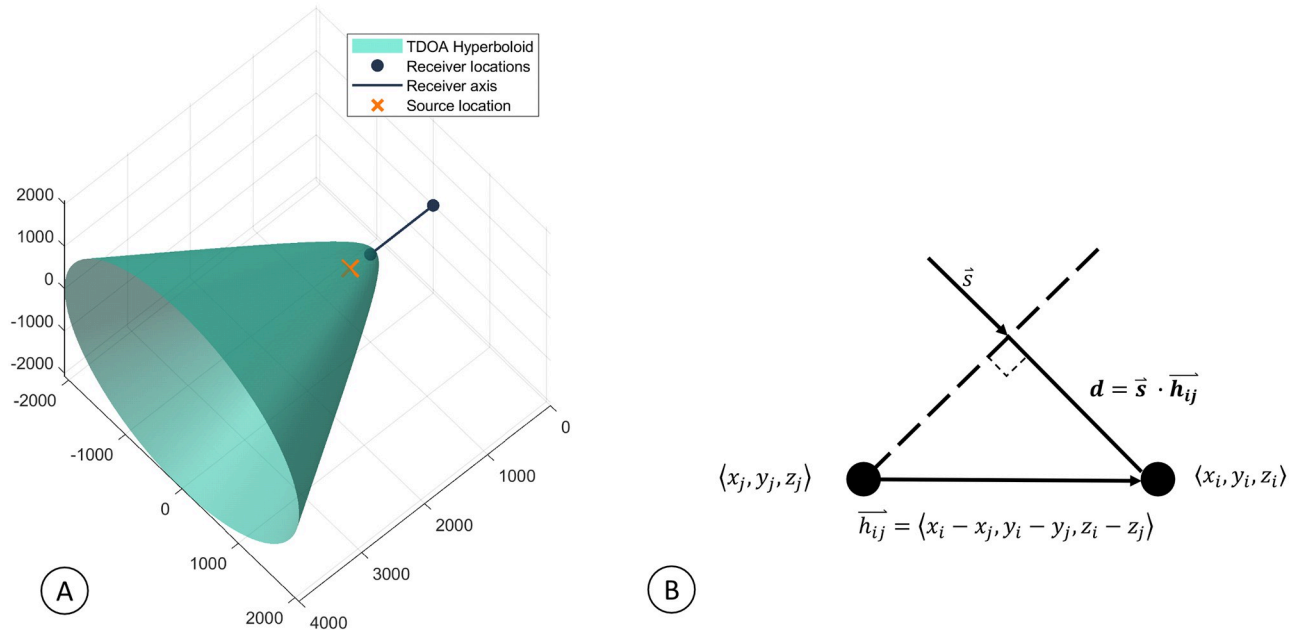 TDOA Hyperboloid
Receiver locations
Receiver axis
Source location
2000
1000
0
-1000
-2000
-2000
-1000
0
1000
2000
0
1000
2000
3000
4000
A
s⃗
d = s⃗ · h⃗ᵢⱼ
⟨xⱼ, yⱼ, zⱼ⟩
⟨xᵢ, yᵢ, zᵢ⟩
h⃗ᵢⱼ = ⟨xᵢ − xⱼ, yᵢ − yⱼ, zᵢ − zⱼ⟩
B